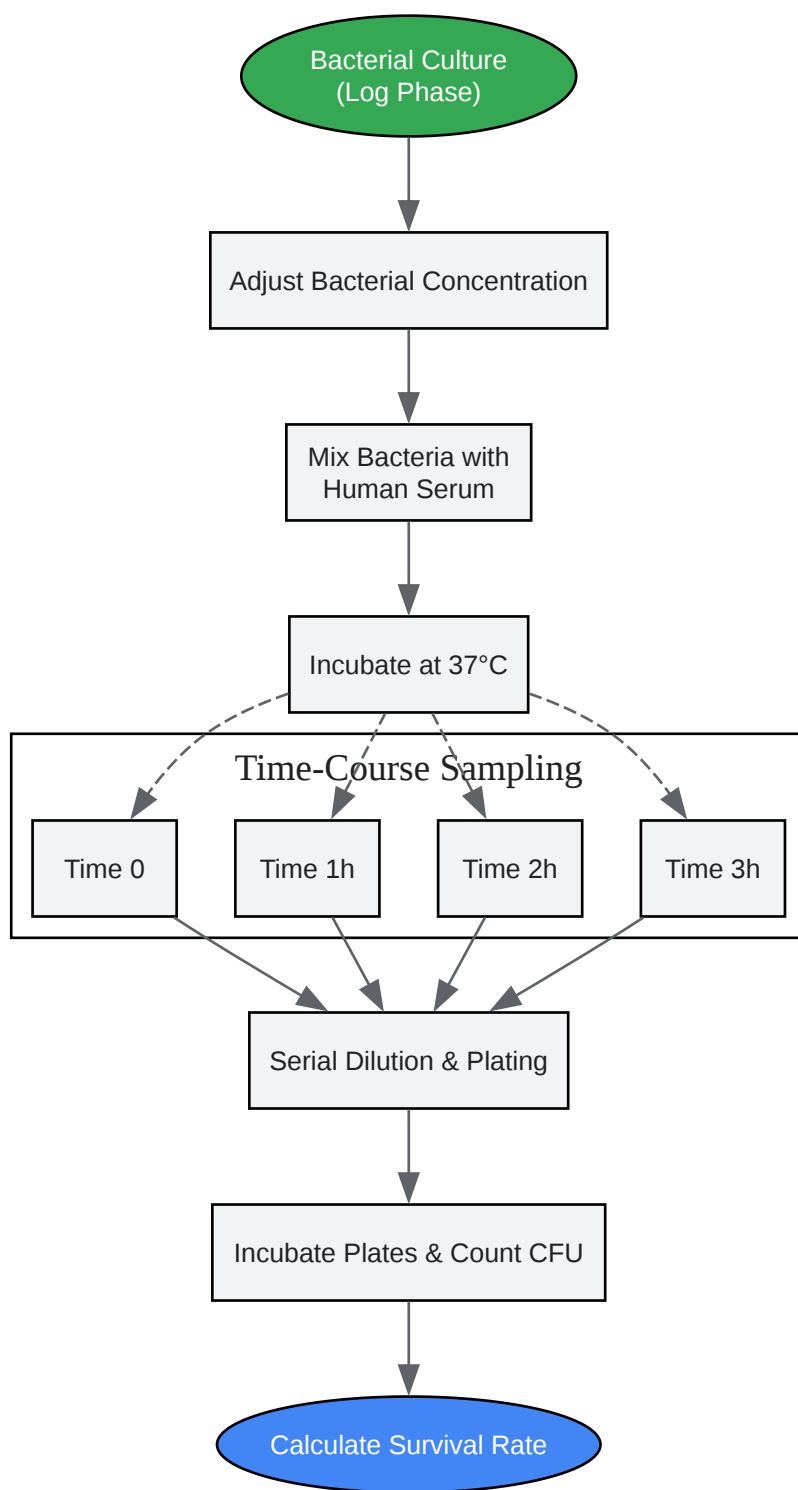 Bacterial Culture
(Log Phase)
Adjust Bacterial Concentration
Mix Bacteria with
Human Serum
Incubate at 37°C
Time-Course Sampling
Time 0
Time 1h
Time 2h
Time 3h
Serial Dilution & Plating
Incubate Plates & Count CFU
Calculate Survival Rate